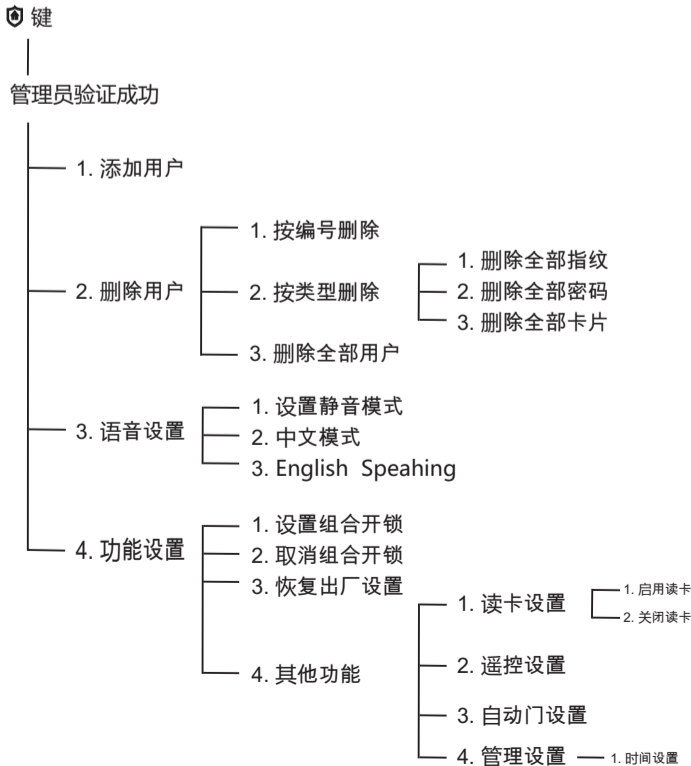 键
管理员验证成功
1. 添加用户
2. 删除用户
1. 按编号删除
2. 按类型删除
1. 删除全部指纹
2. 删除全部密码
3. 删除全部卡片
3. 删除全部用户
3. 语音设置
1. 设置静音模式
2. 中文模式
3. English Speahing
4. 功能设置
1. 设置组合开锁
2. 取消组合开锁
3. 恢复出厂设置
4. 其他功能
1. 读卡设置
1. 启用读卡
2. 关闭读卡
2. 遥控设置
3. 自动门设置
4. 管理设置
1. 时间设置